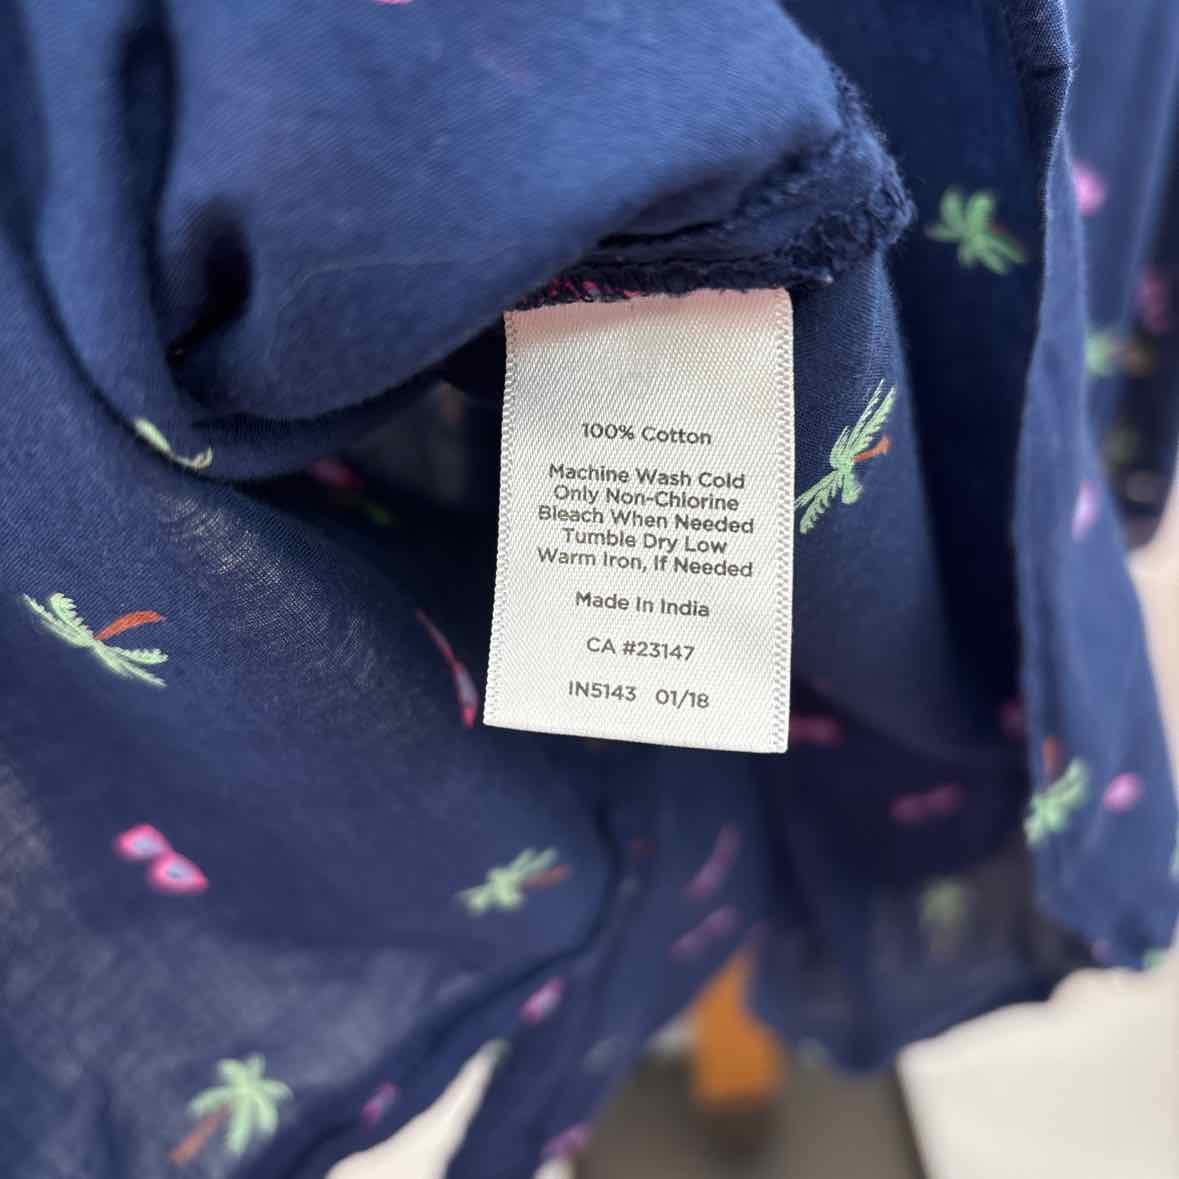 100% Cotton
Machine Wash Cold
Only Non-Chlorine
Bleach When Needed
Tumble Dry Low
Warm Iron, If Needed
Made In India
CA #23147
IN5143 01/18